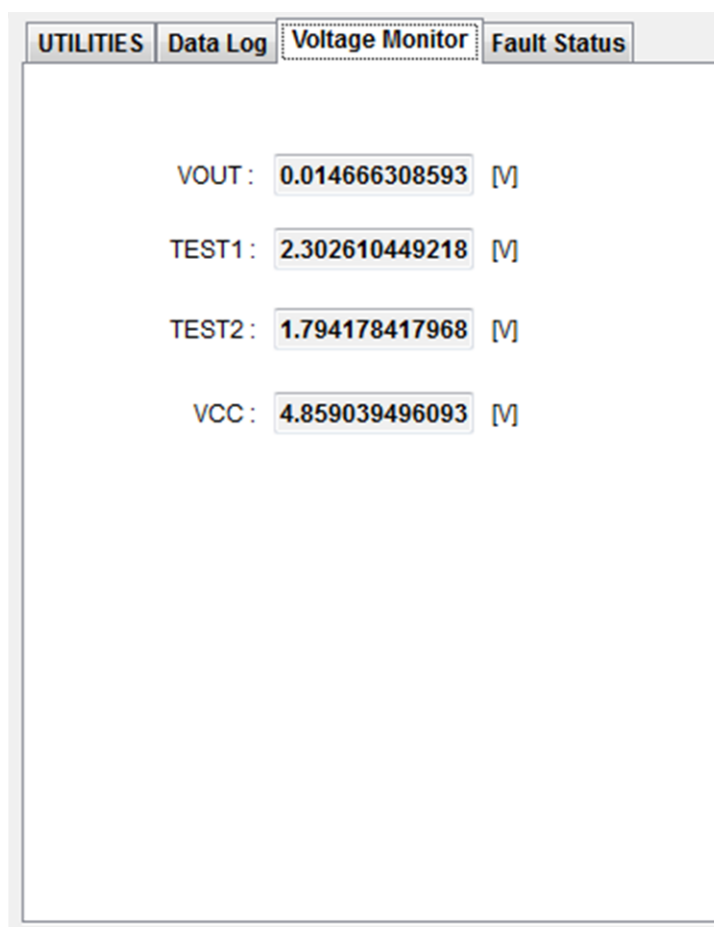 UTILITIES Data Log Voltage Monitor Fault Status
VOUT : 0.014666308593 [V]
TEST1 : 2.302610449218 [V]
TEST2 : 1.794178417968 [V]
VCC : 4.859039496093 [V]